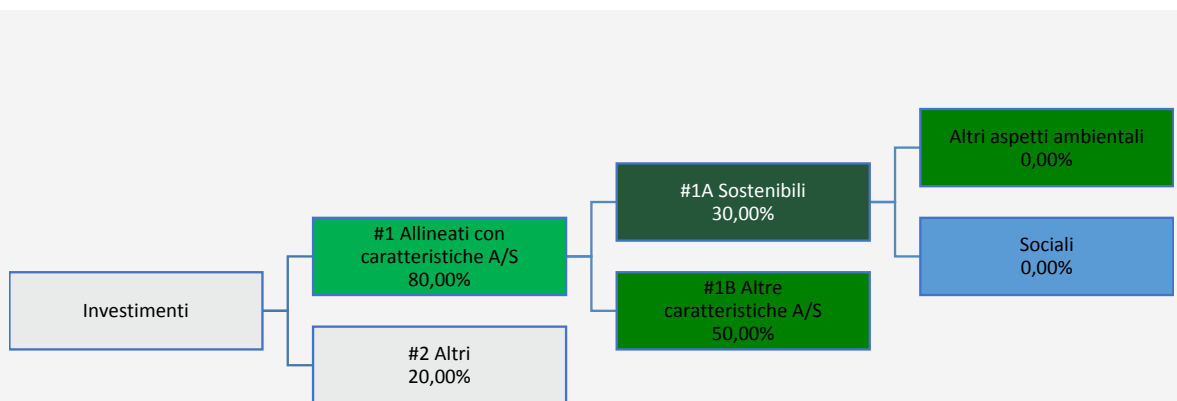 Investimenti
#1 Allineati con
caratteristiche A/S
80,00%
#2 Altri
20,00%
#1A Sostenibili
30,00%
#1B Altre
caratteristiche A/S
50,00%
Altri aspetti ambientali
0,00%
Sociali
0,00%